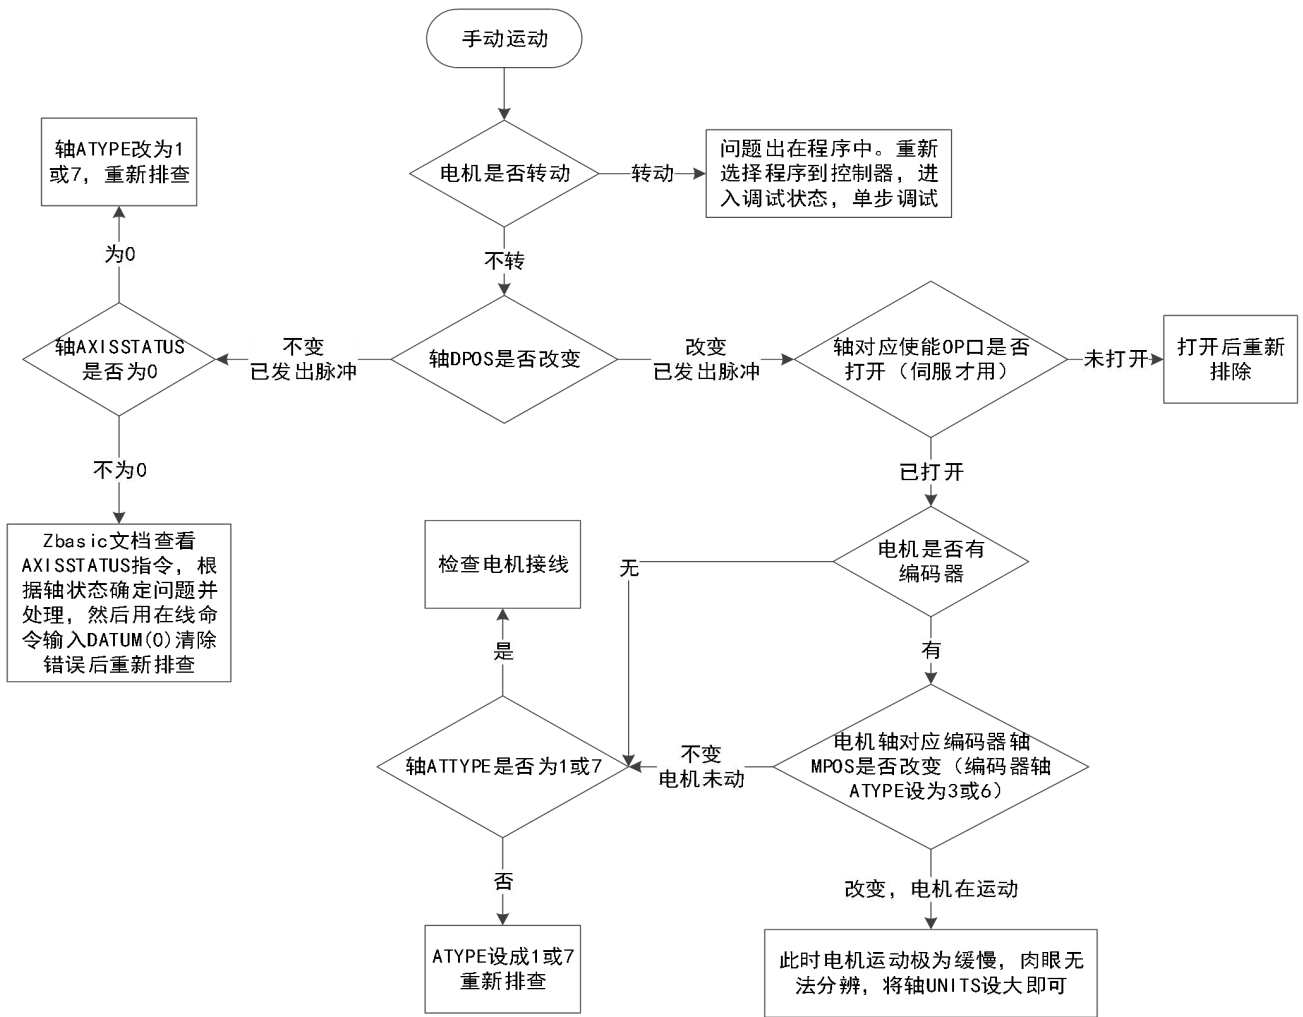 手动运动
轴ATYPE改为1
或7，重新排查
电机是否转动
转动
问题出在程序中。重新
选择程序到控制器，进
入调试状态，单步调试
为0
不转
轴AXISSTATUS
是否为0
不变
已发出脉冲
轴DPOS是否改变
改变
已发出脉冲
轴对应使能OP口是否
打开（伺服才用）
未打开
打开后重新
排除
不为0
已打开
Zbasic文档查看
AXISSTATUS指令，根
据轴状态确定问题并
处理，然后用在线命
令输入DATUM(0)清除
错误后重新排查
检查电机接线
无
电机是否有
编码器
是
有
轴ATTYPE是否为1或7
不变
电机未动
电机轴对应编码器轴
MPOS是否改变（编码器轴
ATYPE设为3或6）
否
改变，电机在运动
ATYPE设成1或7
重新排查
此时电机运动极为缓慢，肉眼无
法分辨，将轴UNITS设大即可